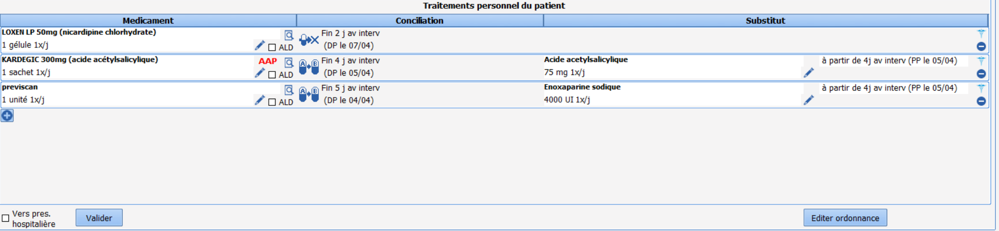 Traitements personnel du patient
Medicament Conciliation Substitut
LOXEN LP 50mg (nicardipine chlorhydrate)
1 gélule 1x/j
ALD
Fin 2 j av interv
(DP le 07/04)
KARDEGIC 300mg (acide acétylsalicylique)
AAP
1 sachet 1x/j
ALD
A B
Fin 4 j av interv
(DP le 05/04)
Acide acetylsalicylique
75 mg 1x/j
à partir de 4j av interv (PP le 05/04)
previscan
1 unité 1x/j
ALD
A B
Fin 5 j av interv
(DP le 04/04)
Enoxaparine sodique
4000 UI 1x/j
à partir de 4j av interv (PP le 05/04)
Vers pres.
hospitalière
Valider
Editer ordonnance